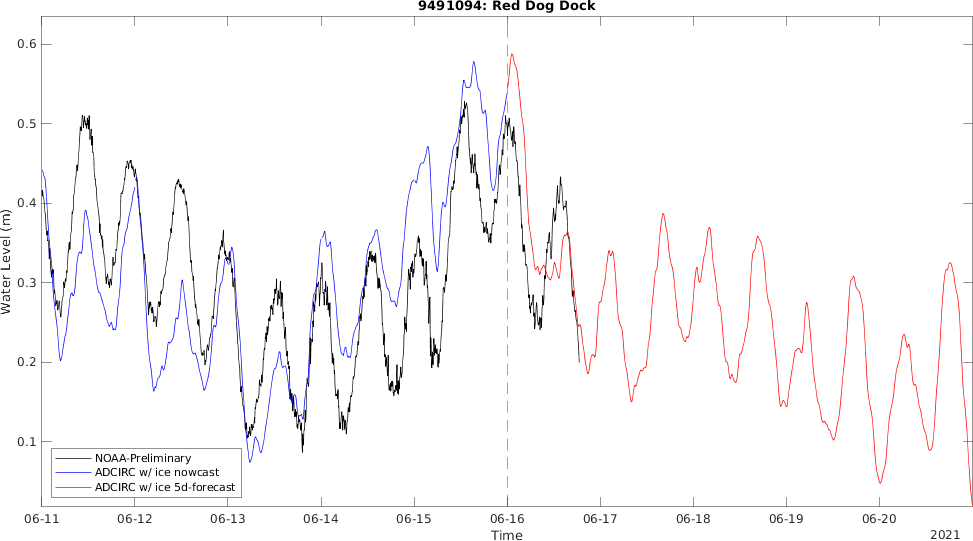 9491094: Red Dog Dock
0.6
0.5
0.4
0.3
0.2
0.1
Water Level (m)
NOAA-Preliminary
ADCIRC w/ ice nowcast
ADCIRC w/ ice 5d-forecast
06-11 06-12 06-13 06-14 06-15 06-16 06-17 06-18 06-19 06-20
Time
2021